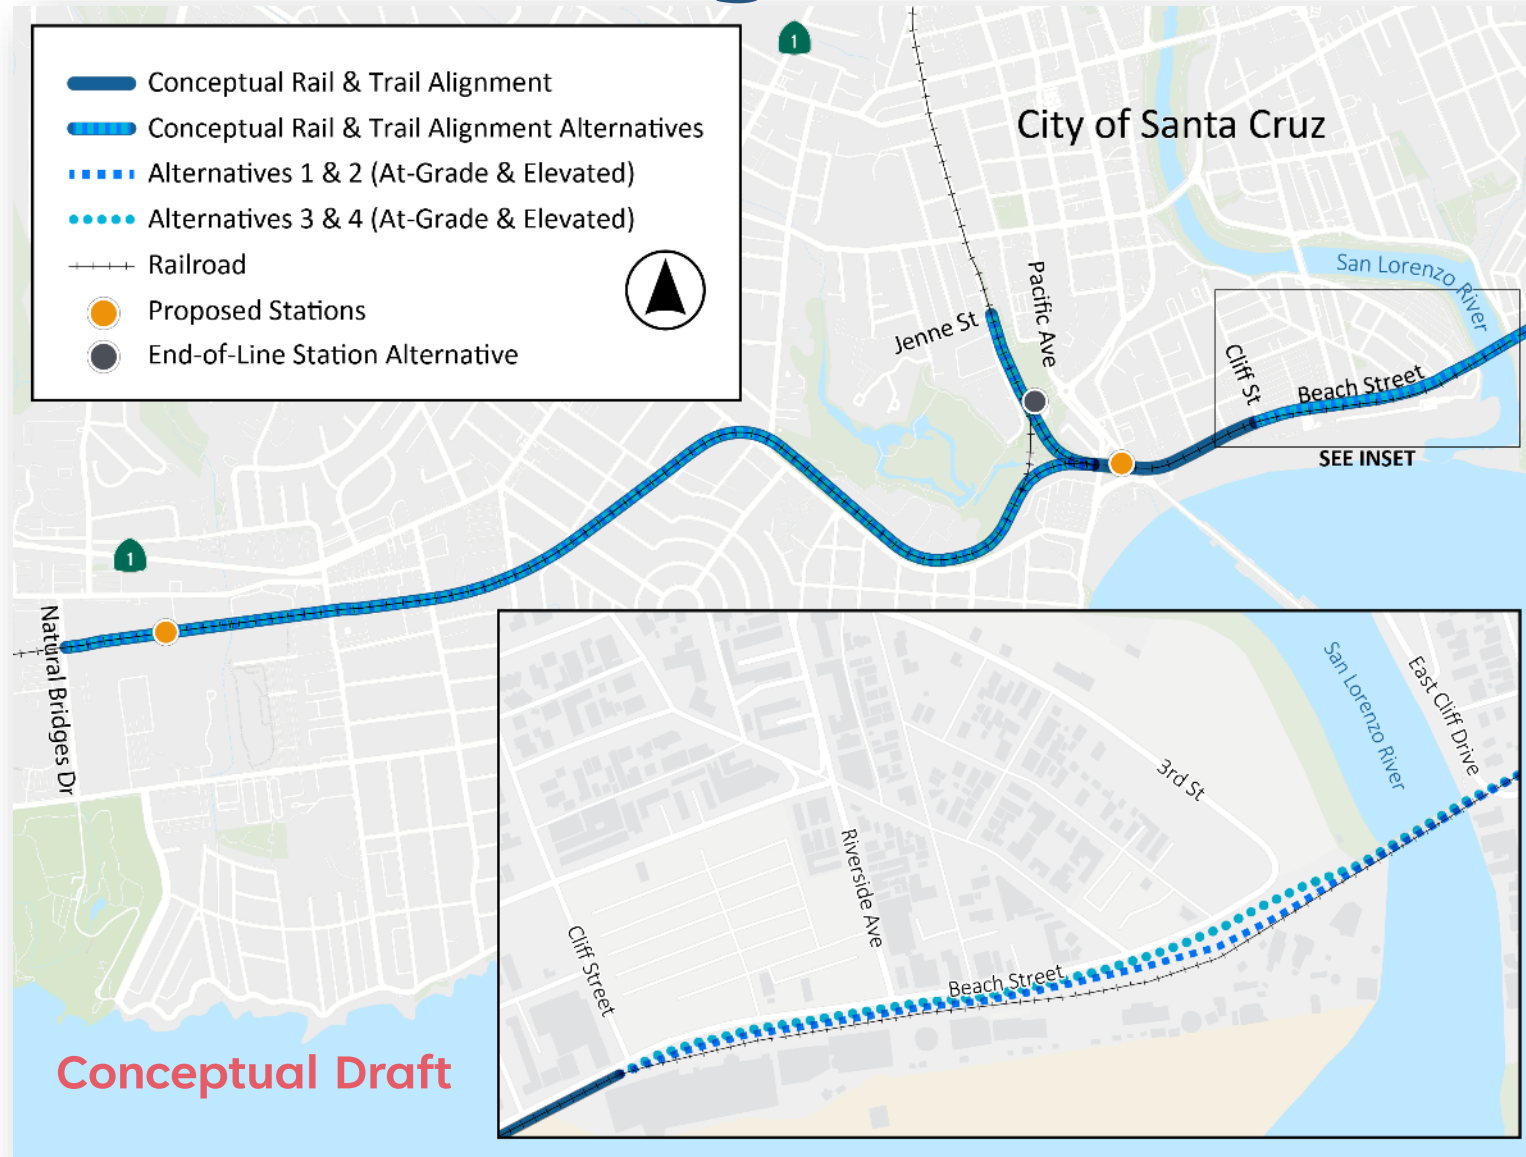 Conceptual Rail & Trail Alignment
Conceptual Rail & Trail Alignment Alternatives
Alternatives 1 & 2 (At-Grade & Elevated)
Alternatives 3 & 4 (At-Grade & Elevated)
Railroad
Proposed Stations
End-of-Line Station Alternative
1
City of Santa Cruz
San Lorenzo River
Pacific Ave
Jenne St
Cliff St
Beach Street
SEE INSET
1
Natural Bridges Dr
San Lorenzo River
East Cliff Drive
3rd St
Riverside Ave
Cliff Street
Beach Street
Conceptual Draft